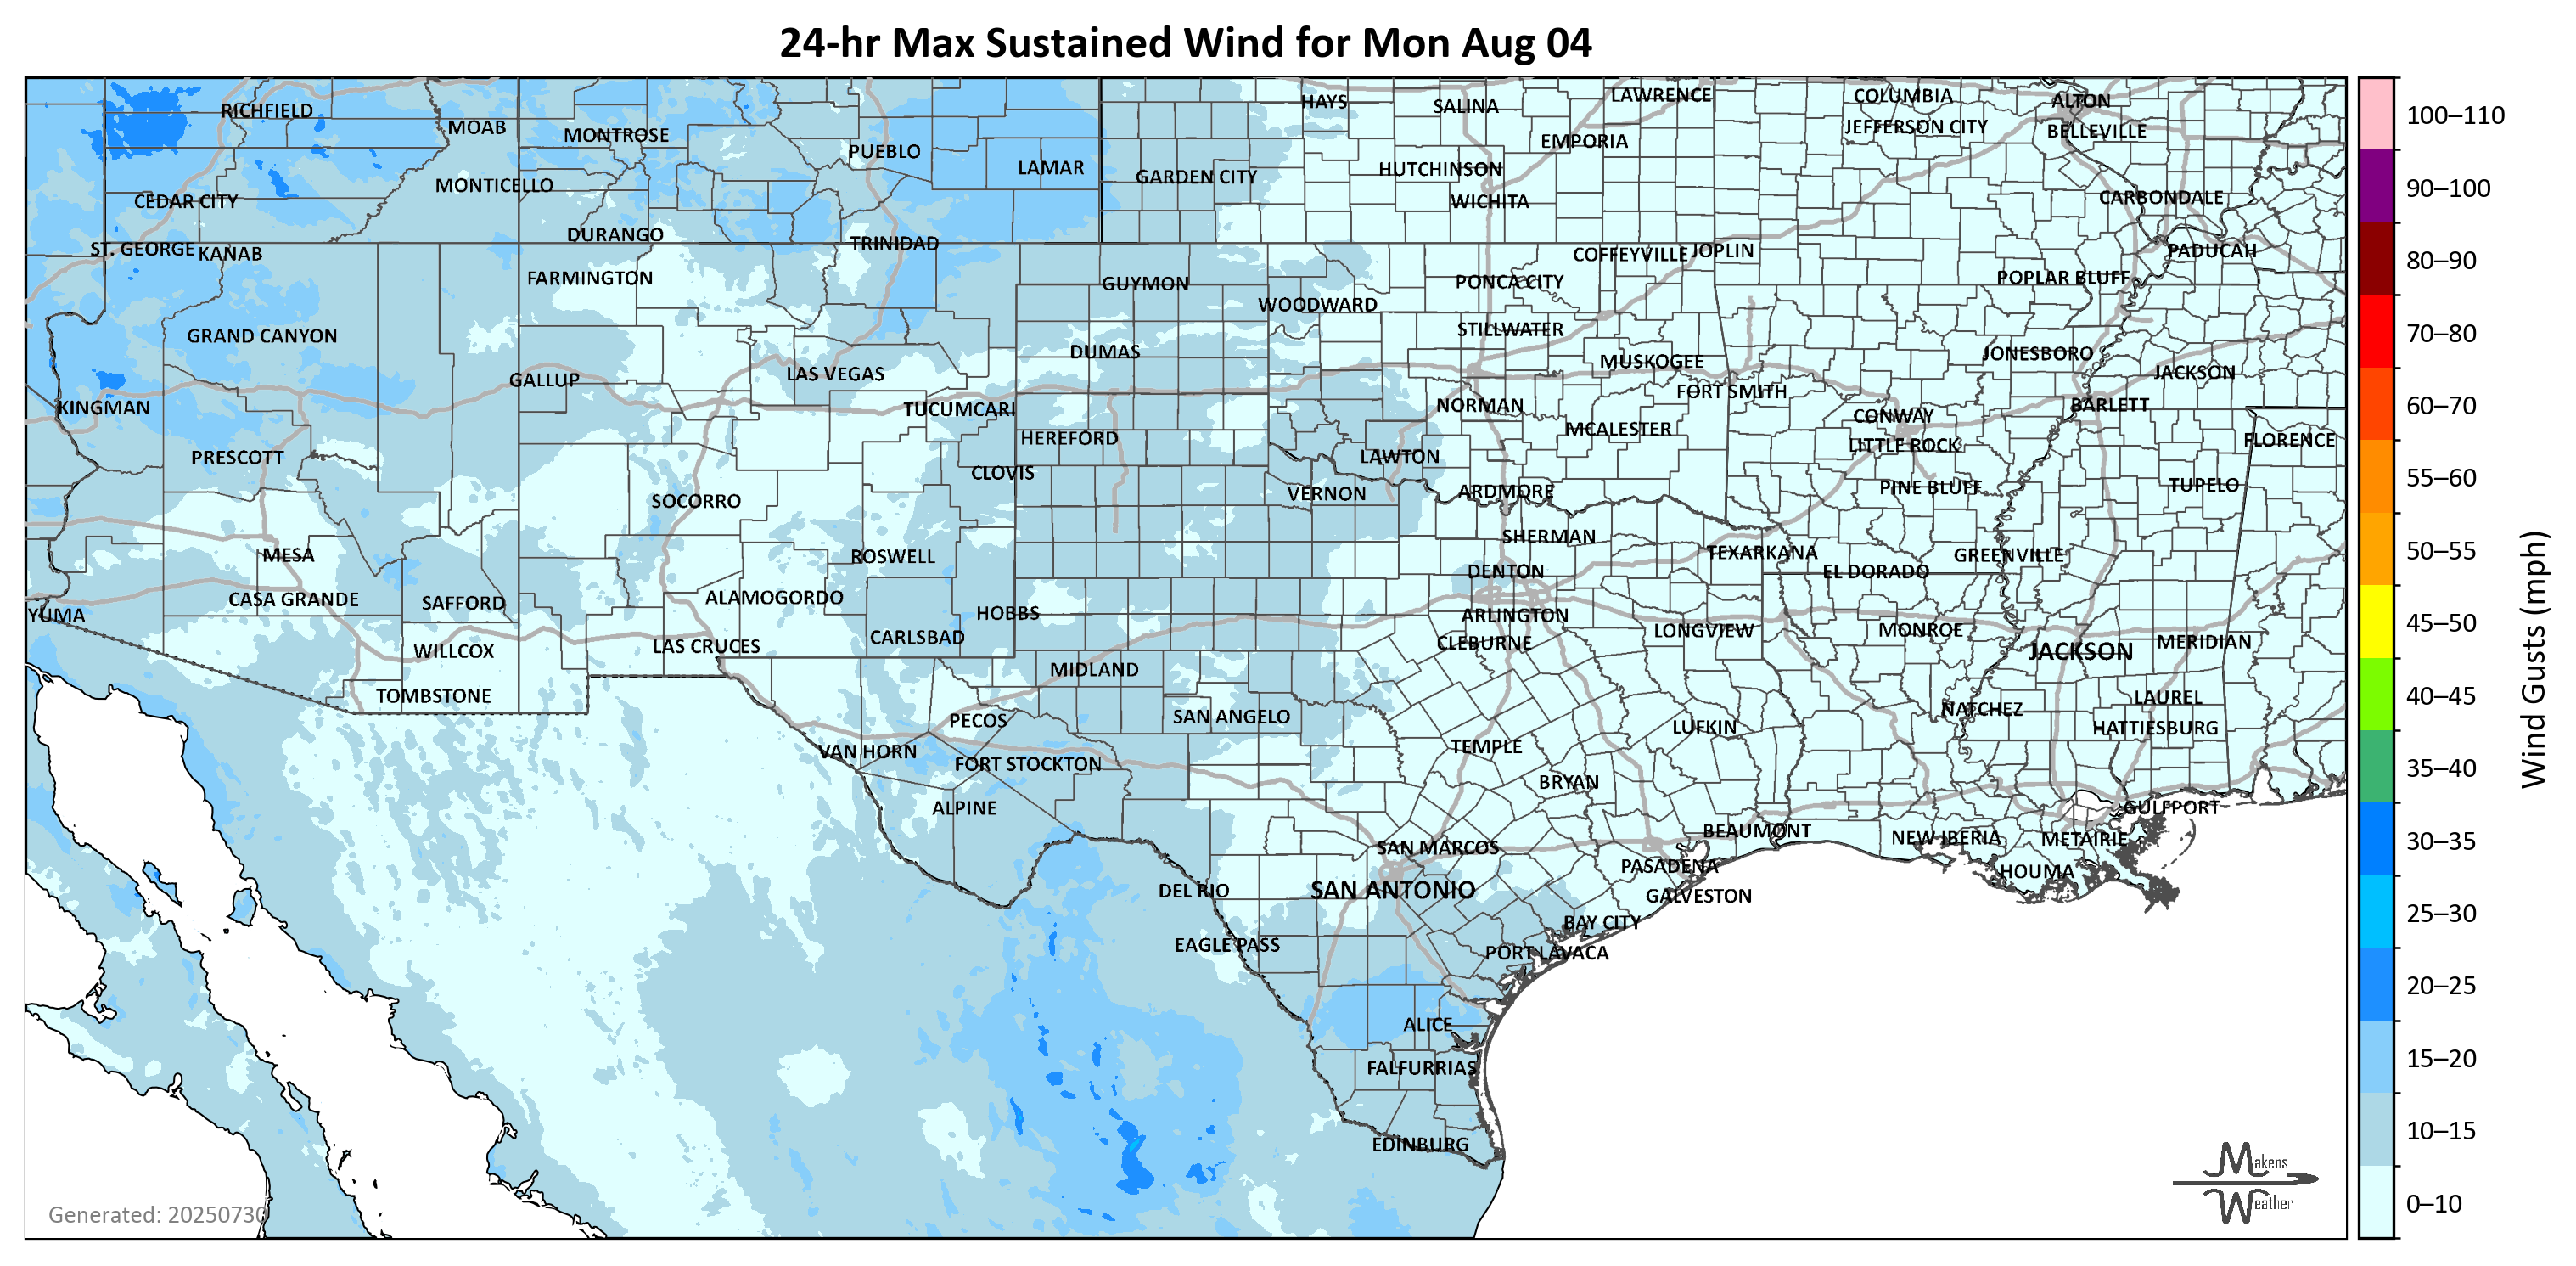 24-hr Max Sustained Wind for Mon Aug 04
RICHFIELD
MOAB
MONTROSE
PUEBLO
LAMAR
HAYS
SALINA
LAWRENCE
COLUMBIA
ALTON
EMPORIA
JEFFERSON CITY
BELLEVILLE
CEDAR CITY
MONTICELLO
GARDEN CITY
HUTCHINSON
WICHITA
CARBONDALE
ST. GEORGE
KANAB
DURANGO
TRINIDAD
COFFEYVILLE
JOPLIN
PADUCAH
FARMINGTON
GUYMON
WOODWARD
PONCA CITY
POPLAR BLUFF
GRAND CANYON
DUMAS
STILLWATER
MUSKOGEE
JONESBORO
KINGMAN
GALLUP
LAS VEGAS
TUCUMCARI
NORMAN
FORT SMITH
JACKSON
CONWAY
BARLETT
PRESCOTT
HEREFORD
CLOVIS
LAWTON
MCALESTER
LITTLE ROCK
FLORENCE
SOCORRO
VERNON
ARDMORE
PINE BLUFF
TUPELO
MESA
ROSWELL
SHERMAN
TEXARKANA
GREENVILLE
YUMA
CASA GRANDE
SAFFORD
ALAMOGORDO
HOBBS
DENTON
ARLINGTON
EL DORADO
WILLCOX
LAS CRUCES
CARLSBAD
CLEBURNE
LONGVIEW
MONROE
JACKSON
MERIDIAN
TOMBSTONE
MIDLAND
PECOS
SAN ANGELO
LUFKIN
NATCHEZ
LAUREL
HATTIESBURG
VAN HORN
FORT STOCKTON
TEMPLE
BRYAN
ALPINE
SAN MARCOS
BEAUMONT
NEW IBERIA
METAIRIE
GULFPORT
DEL RIO
SAN ANTONIO
PASADENA
GALVESTON
HOUMA
EAGLE PASS
BAY CITY
PORT LAVACA
ALICE
FALFURRIAS
EDINBURG
Generated: 20250730
Makens
Weather
100–110
90–100
80–90
70–80
60–70
55–60
50–55
45–50
40–45
35–40
30–35
25–30
20–25
15–20
10–15
0–10
Wind Gusts (mph)